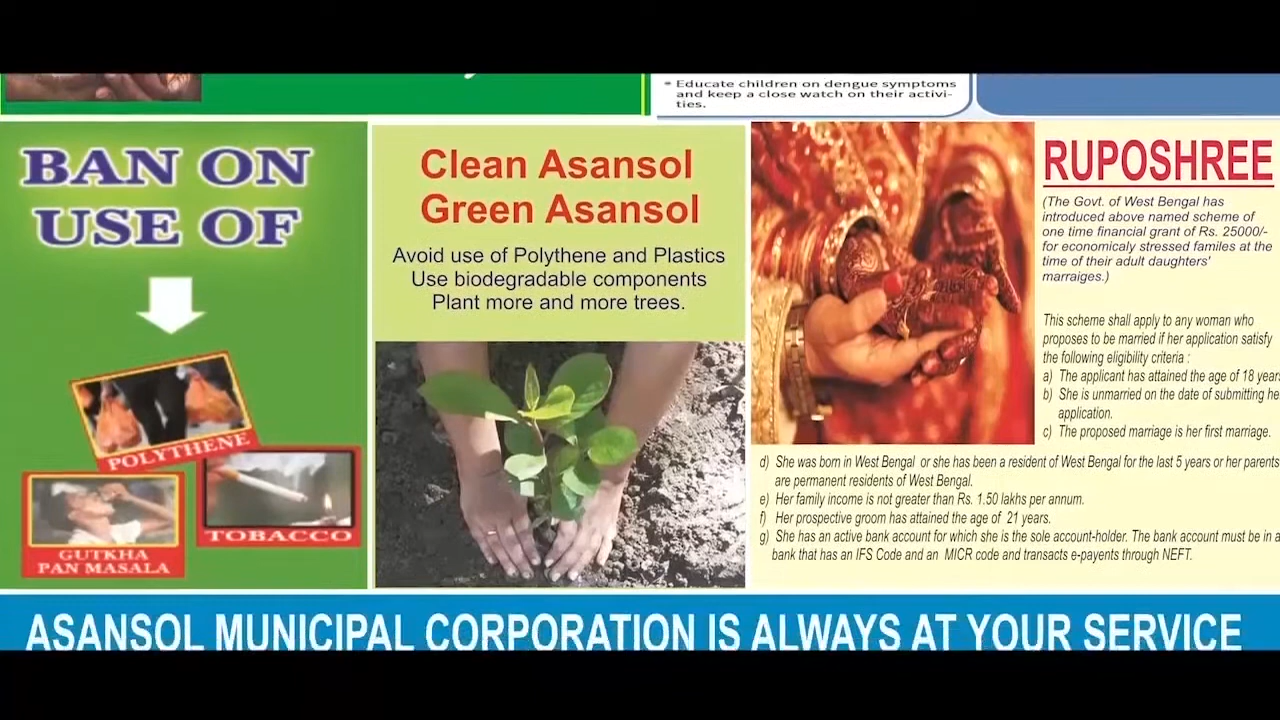 * Educate children on dengue symptoms
and keep a close watch on their activi-
ties.
BAN ON
USE OF
POLYTHENE
GUTKHA
PAN MASALA
TOBACCO
Clean Asansol
Green Asansol
Avoid use of Polythene and Plastics
Use biodegradable components
Plant more and more trees.
RUPOSHREE
(The Govt. of West Bengal has
introduced above named scheme of
one time financial grant of Rs. 25000/-
for economicaly stressed familes at the
time of their adult daughters'
marraiges.)
This scheme shall apply to any woman who
proposes to be married if her application satisfy
the following eligibility criteria :
a) The applicant has attained the age of 18 years
b) She is unmarried on the date of submitting he
application.
c) The proposed marriage is her first marriage.
d) She was born in West Bengal or she has been a resident of West Bengal for the last 5 years or her parents
are permanent residents of West Bengal.
e) Her family income is not greater than Rs. 1.50 lakhs per annum.
f) Her prospective groom has attained the age of 21 years.
g) She has an active bank account for which she is the sole account-holder. The bank account must be in a
bank that has an IFS Code and an MICR code and transacts e-payents through NEFT.
ASANSOL MUNICIPAL CORPORATION IS ALWAYS AT YOUR SERVICE